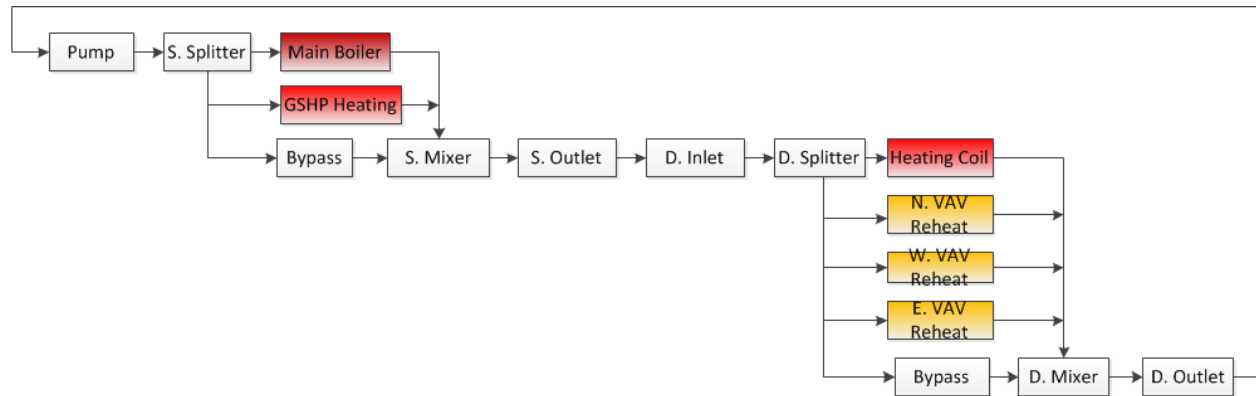 Pump
S. Splitter
Main Boiler
GSHP Heating
Bypass
S. Mixer
S. Outlet
D. Inlet
D. Splitter
Heating Coil
N. VAV
Reheat
W. VAV
Reheat
E. VAV
Reheat
Bypass
D. Mixer
D. Outlet